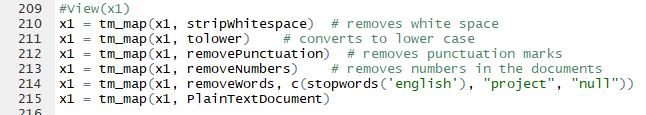 209 #View(x1)
210 x1 = tm_map(x1, stripWhitespace)  # removes white space
211 x1 = tm_map(x1, tolower)     # converts to lower case
212 x1 = tm_map(x1, removePunctuation)  # removes punctuation marks
213 x1 = tm_map(x1, removeNumbers)    # removes numbers in the documents
214 x1 = tm_map(x1, removeWords, c(stopwords('english'), "project", "null"))
215 x1 = tm_map(x1, PlainTextDocument)
216